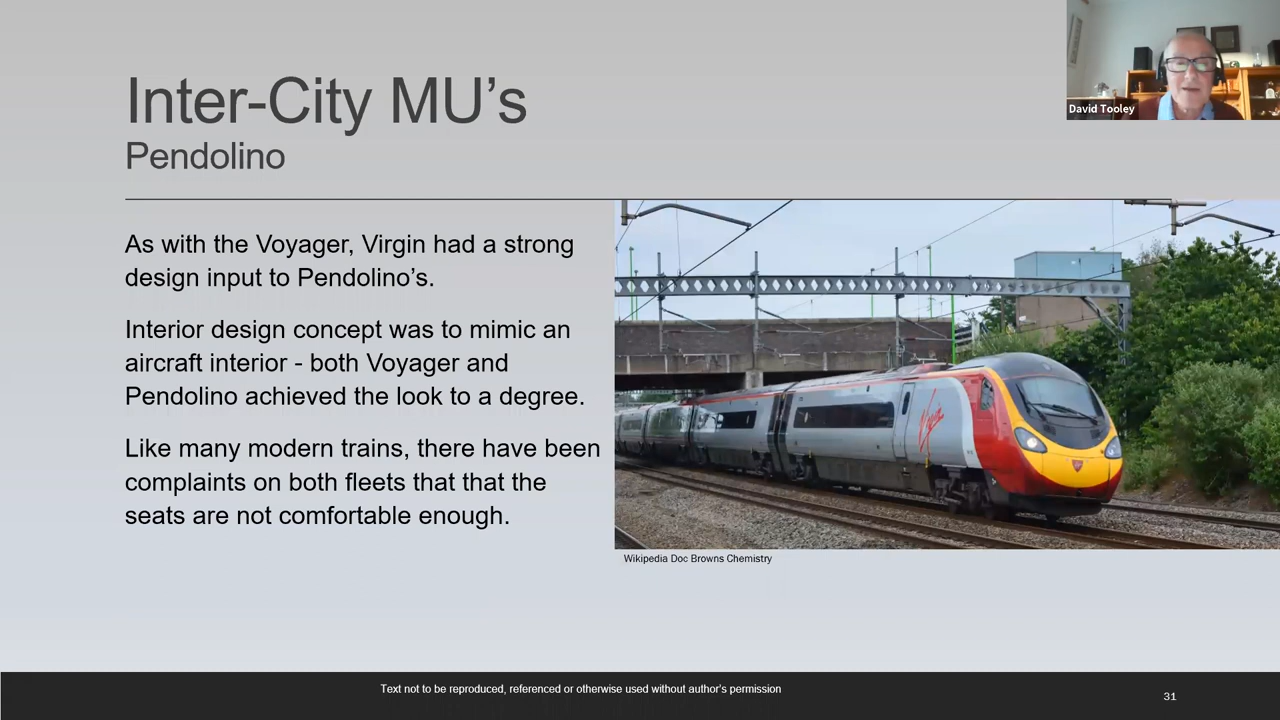 Inter-City MU’s
Pendolino
David Tooley
As with the Voyager, Virgin had a strong
design input to Pendolino’s.
Interior design concept was to mimic an
aircraft interior - both Voyager and
Pendolino achieved the look to a degree.
Like many modern trains, there have been
complaints on both fleets that that the
seats are not comfortable enough.
Virgin
Wikipedia Doc Browns Chemistry
Text not to be reproduced, referenced or otherwise used without author’s permission
31